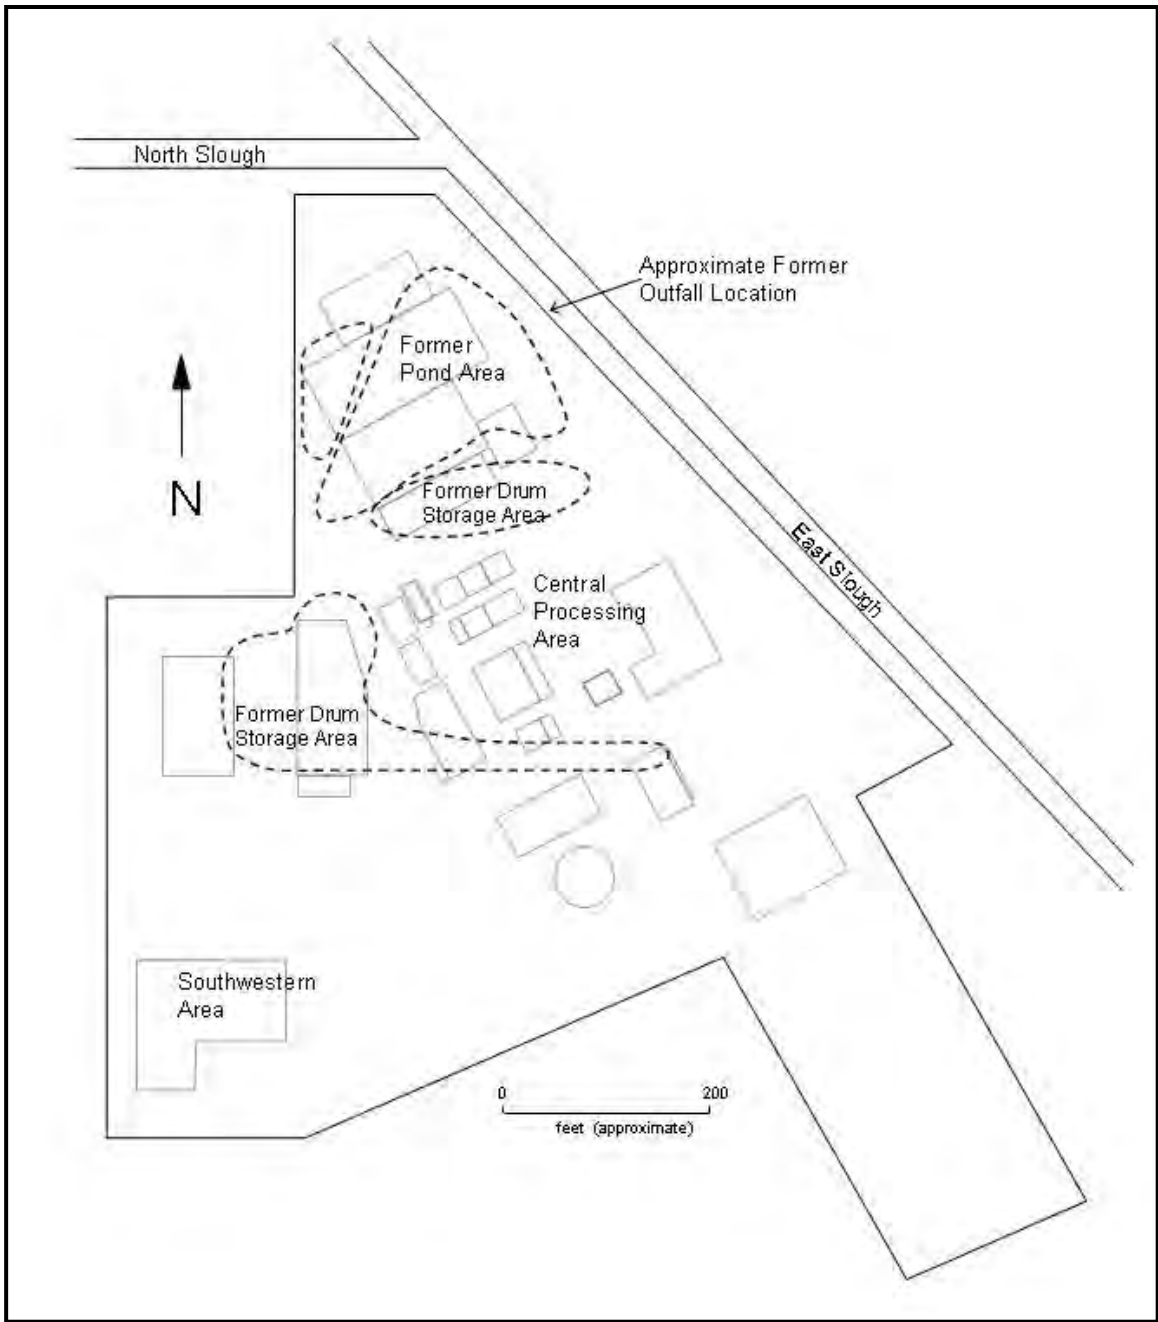 North Slough
Approximate Former
Outfall Location
Former
Pond Area
N
Former Drum
Storage Area
East Slough
Central
Processing
Area
Former Drum
Storage Area
Southwestern
Area
0 200
feet (approximate)